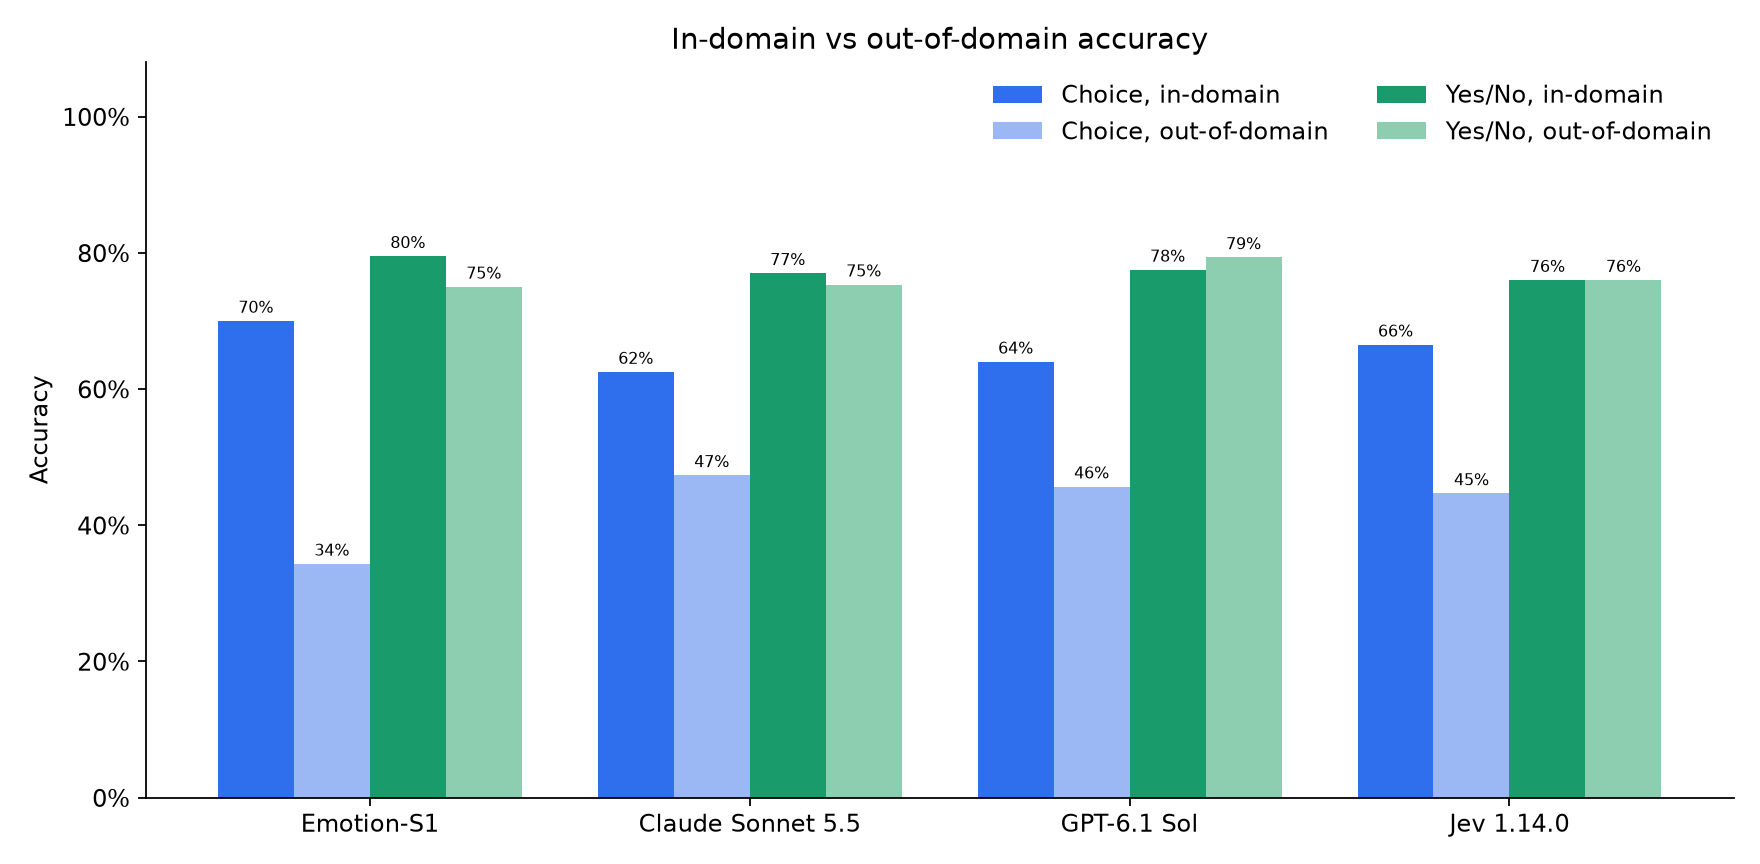 In-domain vs out-of-domain accuracy
Choice, in-domain
Choice, out-of-domain
Yes/No, in-domain
Yes/No, out-of-domain
Accuracy
100%
80%
60%
40%
20%
0%
70%
34%
80%
75%
62%
47%
77%
75%
64%
46%
78%
79%
66%
45%
76%
76%
Emotion-S1
Claude Sonnet 5.5
GPT-6.1 Sol
Jev 1.14.0